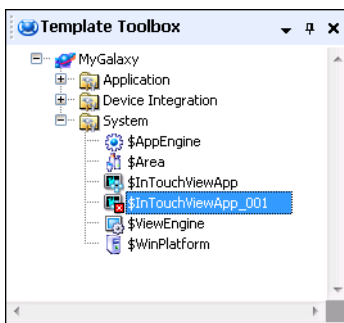 Template Toolbox
MyGalaxy
Application
Device Integration
System
$AppEngine
$Area
$InTouchViewApp
$InTouchViewApp_001
$ViewEngine
$WinPlatform